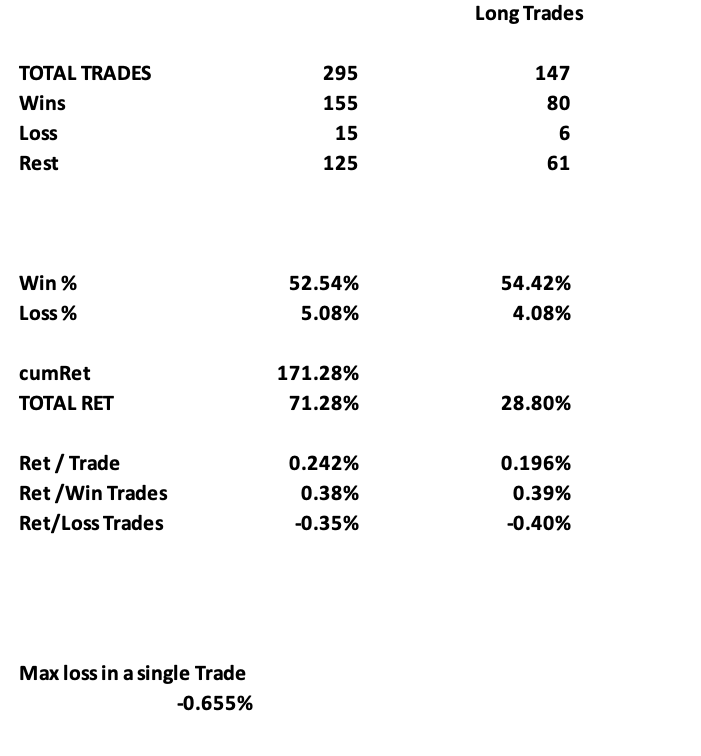 Long Trades
TOTAL TRADES 295 147
Wins 155 80
Loss 15 6
Rest 125 61
Win % 52.54% 54.42%
Loss % 5.08% 4.08%
cumRet 171.28%
TOTAL RET 71.28% 28.80%
Ret / Trade 0.242% 0.196%
Ret /Win Trades 0.38% 0.39%
Ret/Loss Trades -0.35% -0.40%
Max loss in a single Trade
-0.655%